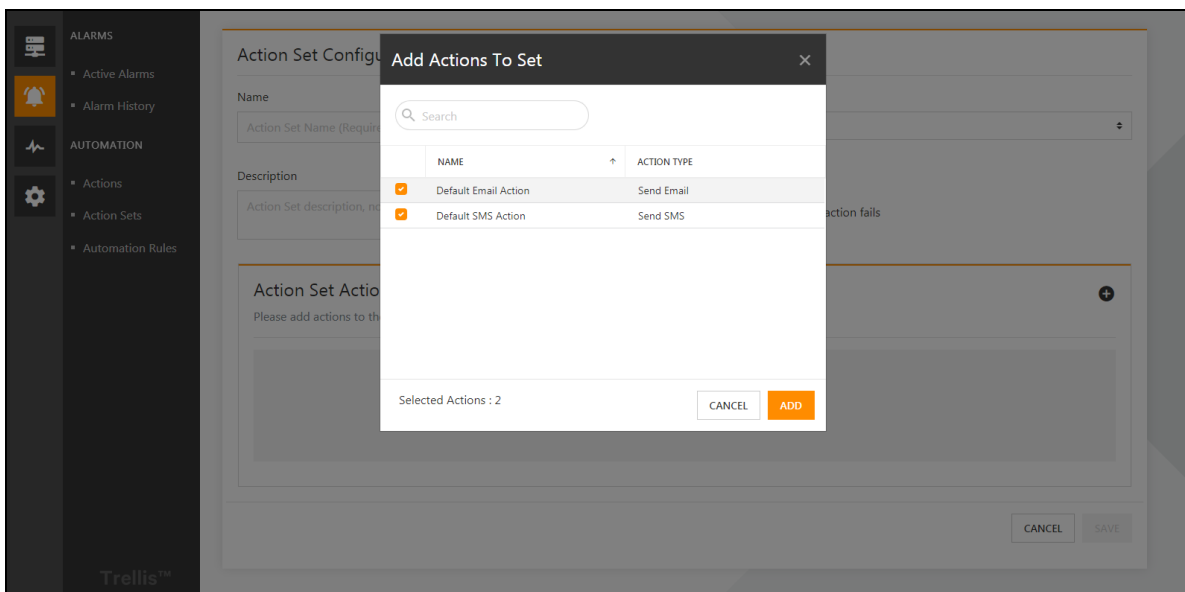 ALARMS
Active Alarms
Alarm History
AUTOMATION
Actions
Action Sets
Automation Rules
Trellis™
Action Set Configu
Name
Action Set Name (Require
Description
Action Set description, no
action fails
Action Set Actio
Please add actions to th
CANCEL SAVE
Add Actions To Set
Search
NAME ACTION TYPE
Default Email Action Send Email
Default SMS Action Send SMS
Selected Actions : 2
CANCEL ADD